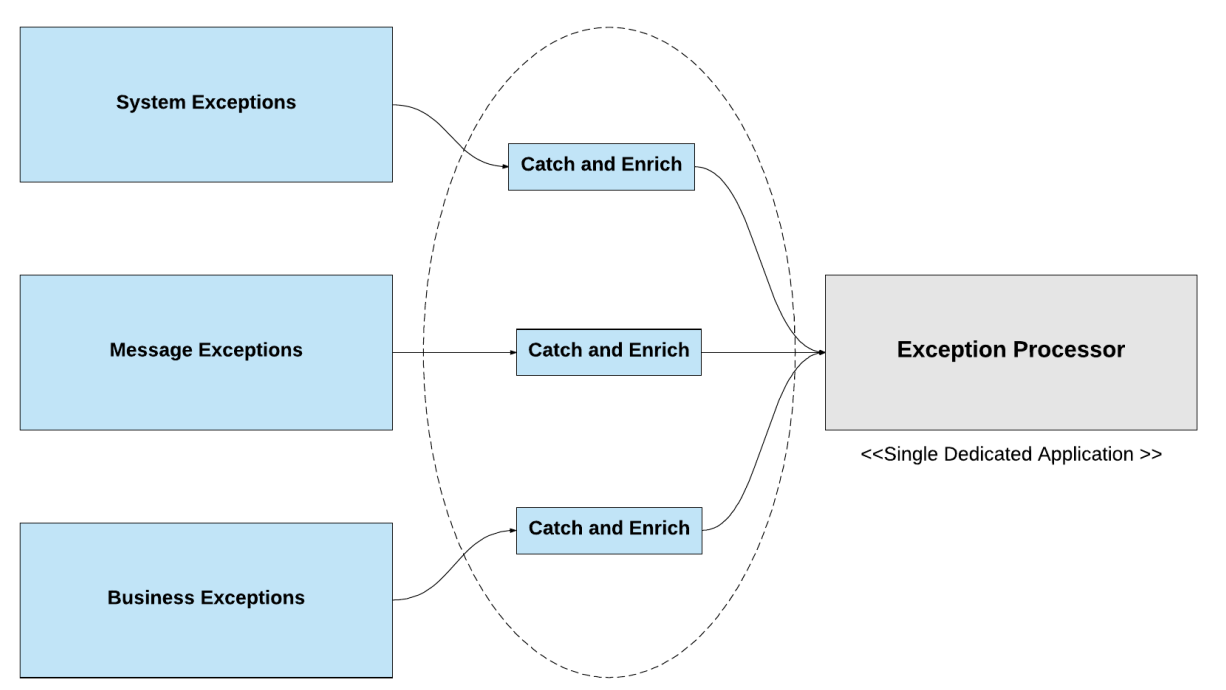 System Exceptions
Catch and Enrich
Message Exceptions
Catch and Enrich
Exception Processor
<<Single Dedicated Application >>
Catch and Enrich
Business Exceptions